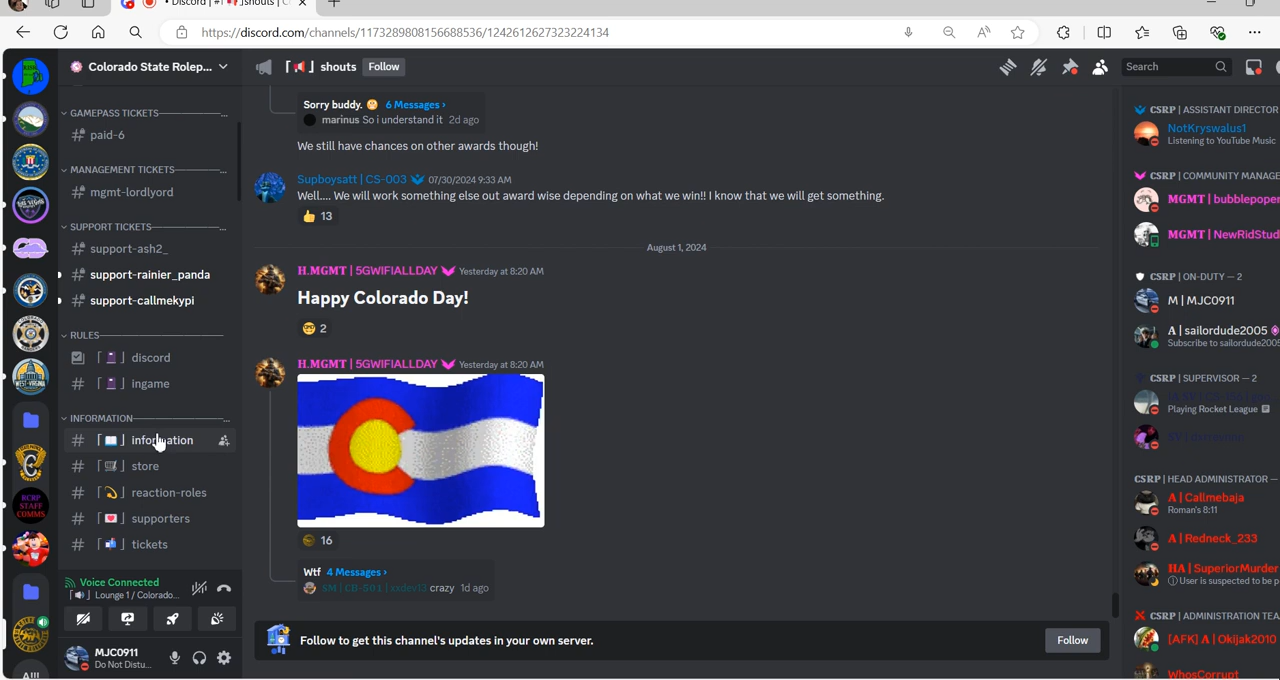 Discord | #「📢」shouts | C
https://discord.com/channels/1173289808156688536/1242612627323224134
Colorado State Rolep...
「📢」 shouts Follow
Search
GAMEPASS TICKETS
paid-6
MANAGEMENT TICKETS
mgmt-lordlyord
SUPPORT TICKETS
support-ash2_
support-rainier_panda
support-callmekypi
RULES
discord
ingame
INFORMATION
information
store
reaction-roles
supporters
tickets
Voice Connected
Lounge 1 / Colorado...
MJC0911
Do Not Distu...
RCRP
STAFF
COMMS
LAS VEGAS
WEST VIRGINIA
Sorry buddy. 6 Messages ›
marinus So i understand it 2d ago
We still have chances on other awards though!
Supboysatt | CS-003 07/30/2024 9:33 AM
Well.... We will work something else out award wise depending on what we win!! I know that we will get something.
👍 13
August 1, 2024
H.MGMT | 5GWIFIALLDAY Yesterday at 8:20 AM
Happy Colorado Day!
🤓 2
H.MGMT | 5GWIFIALLDAY Yesterday at 8:20 AM
16
Wtf 4 Messages ›
SM | CB-S01 | xxdev13 crazy 1d ago
Follow to get this channel's updates in your own server.
Follow
CSRP | ASSISTANT DIRECTOR
NotKryswalus1
Listening to YouTube Music
CSRP | COMMUNITY MANAGE
MGMT | bubblepoper
MGMT | NewRidStud
CSRP | ON-DUTY — 2
M | MJC0911
A | sailordude2005
Subscribe to sailordude2005
CSRP | SUPERVISOR — 2
Playing Rocket League
CSRP | HEAD ADMINISTRATOR —
A | Callmebaja
Roman's 8:11
A | Redneck_233
HA | SuperiorMurder
User is suspected to be p
CSRP | ADMINISTRATION TEA
[AFK] A | Okijak2010
WhosCorrupt